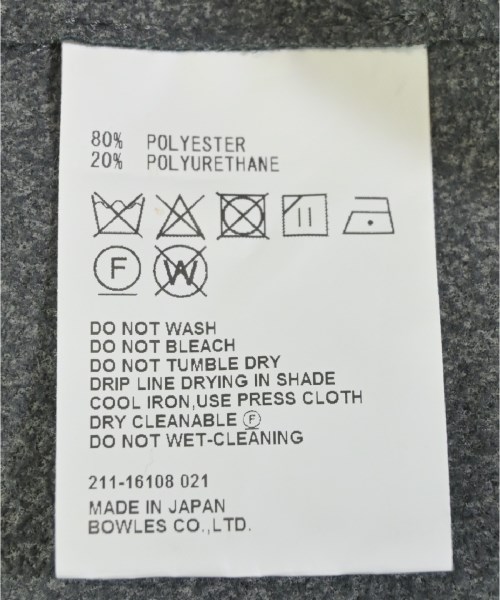 80% POLYESTER
20% POLYURETHANE
F W
DO NOT WASH
DO NOT BLEACH
DO NOT TUMBLE DRY
DRIP LINE DRYING IN SHADE
COOL IRON,USE PRESS CLOTH
DRY CLEANABLE Ⓕ
DO NOT WET-CLEANING
211-16108 021
MADE IN JAPAN
BOWLES CO.,LTD.